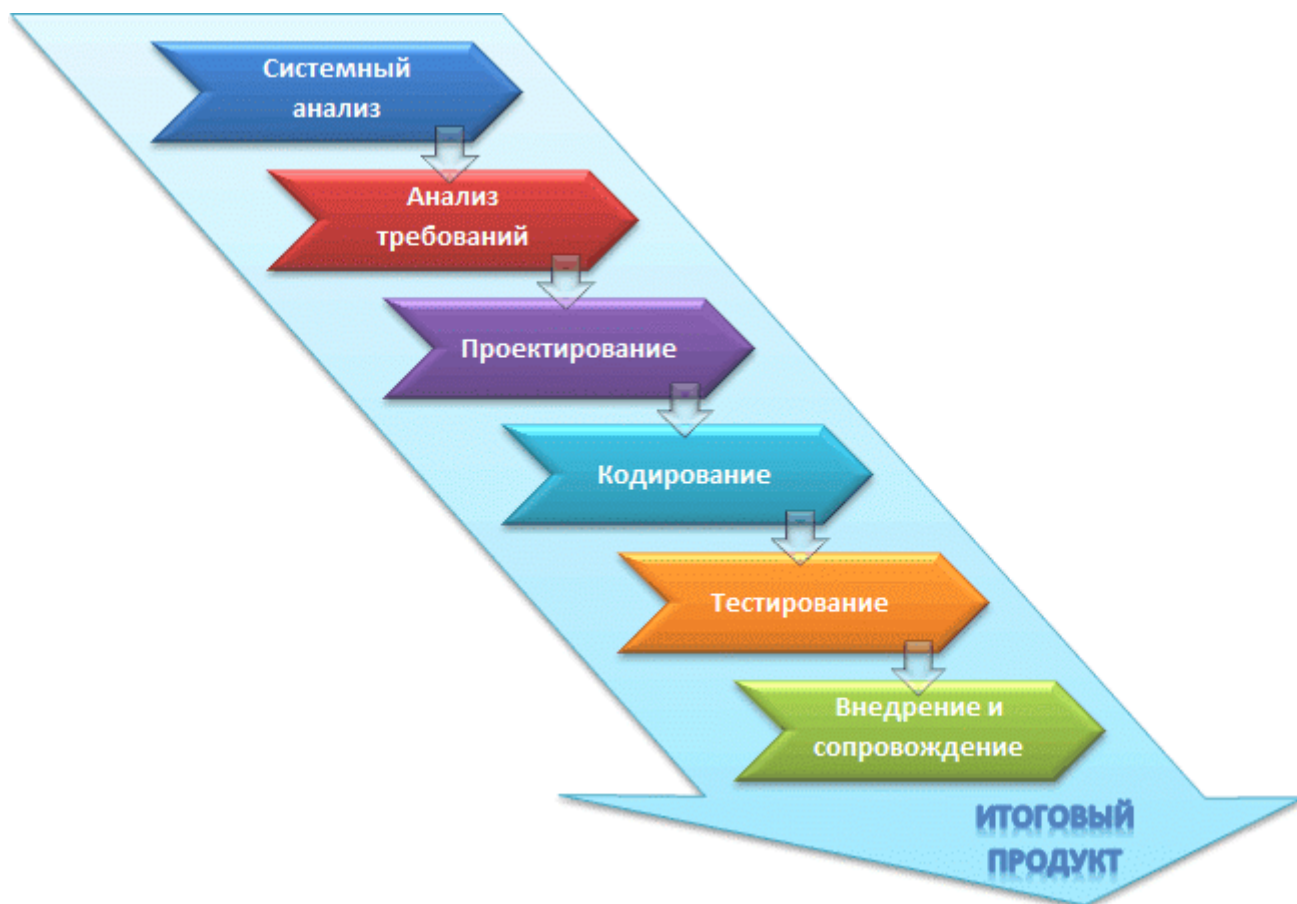 Системный
анализ
Анализ
требований
Проектирование
Кодирование
Тестирование
Внедрение и
сопровождение
ИТОГОВЫЙ
ПРОДУКТ